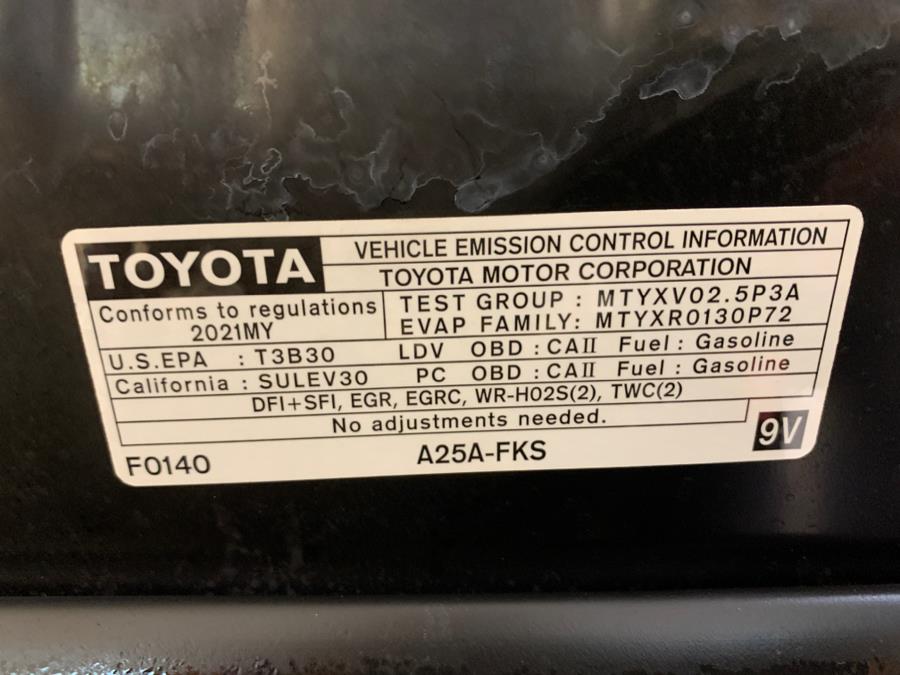 TOYOTA
VEHICLE EMISSION CONTROL INFORMATION
TOYOTA MOTOR CORPORATION
Conforms to regulations
2021MY
TEST GROUP : MTYXV02.5P3A
EVAP FAMILY: MTYXR0130P72
U.S.EPA : T3B30 LDV OBD : CAII Fuel : Gasoline
California : SULEV30 PC OBD : CAII Fuel : Gasoline
DFI+SFI, EGR, EGRC, WR-HO2S(2), TWC(2)
No adjustments needed.
9V
F0140
A25A-FKS